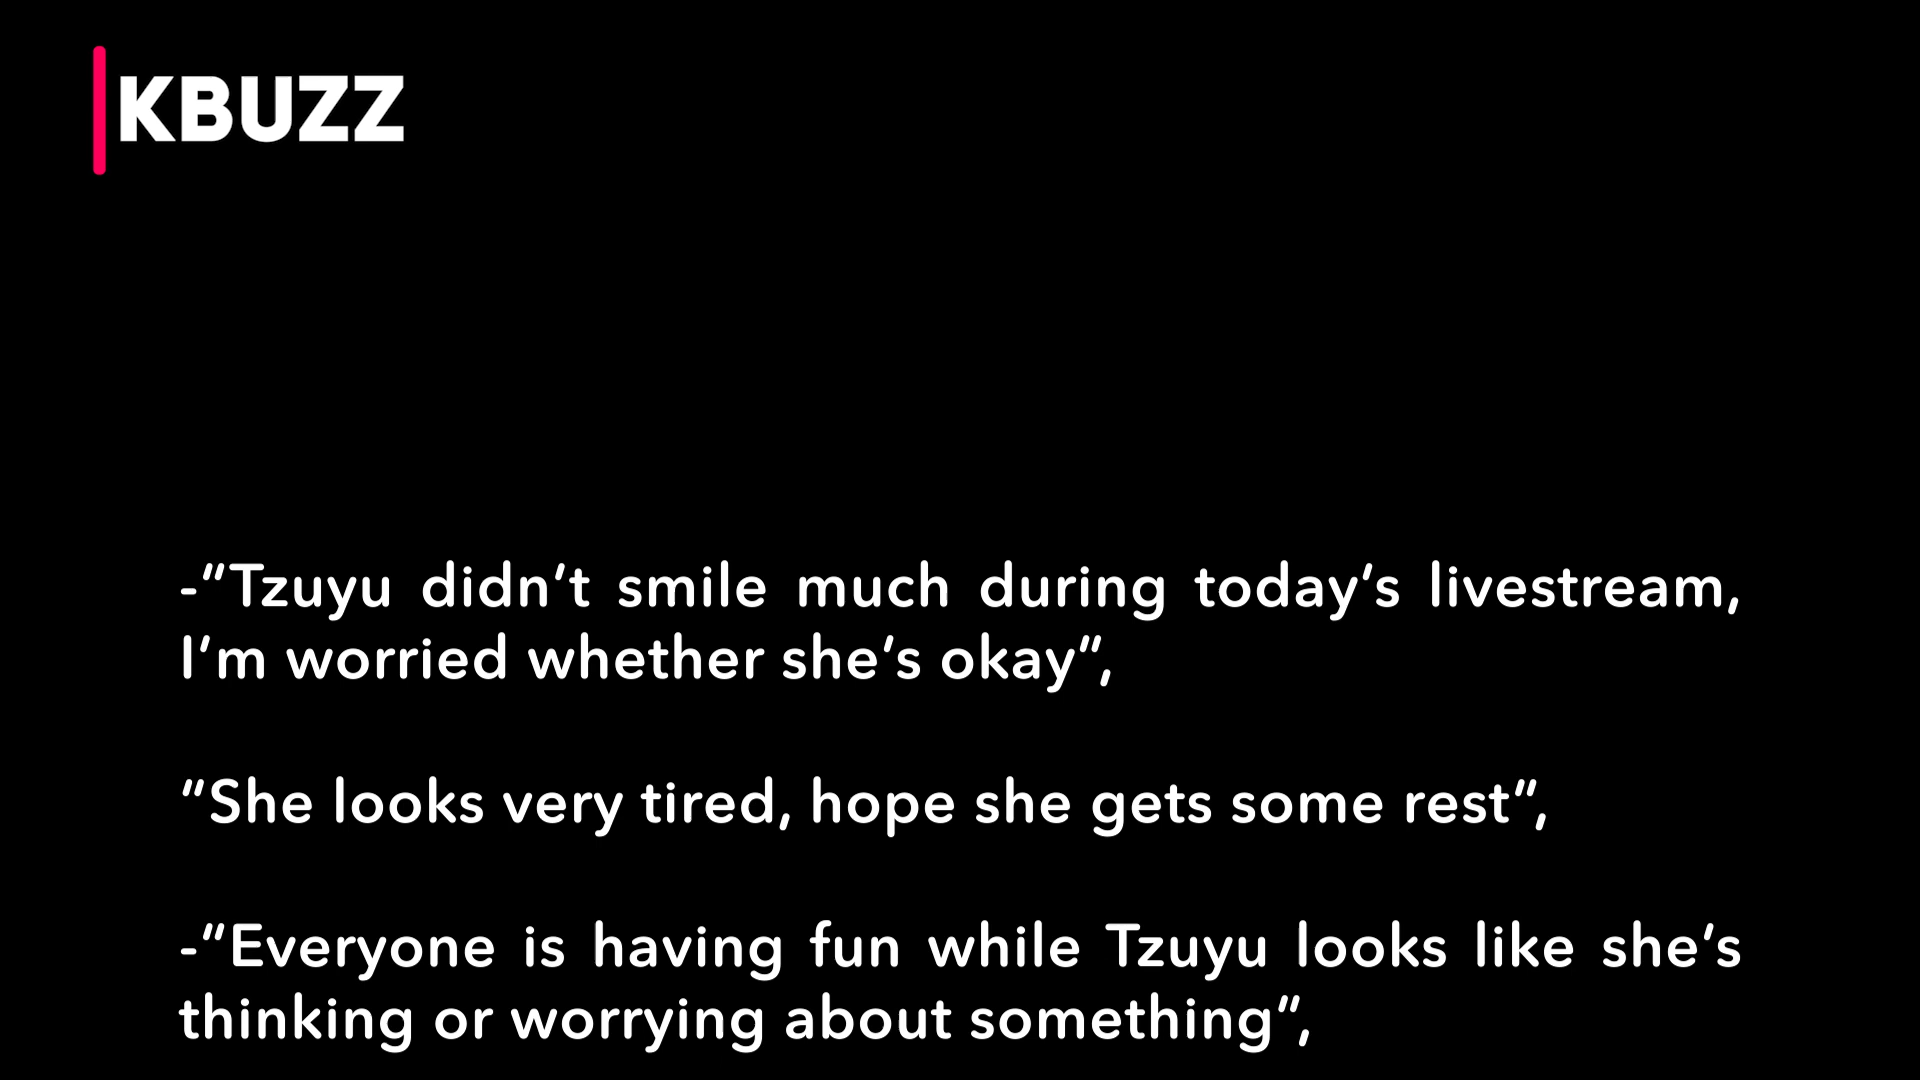 KBUZZ
-"Tzuyu didn't smile much during today's livestream,
I'm worried whether she's okay",
"She looks very tired, hope she gets some rest",
-"Everyone is having fun while Tzuyu looks like she's
thinking or worrying about something",